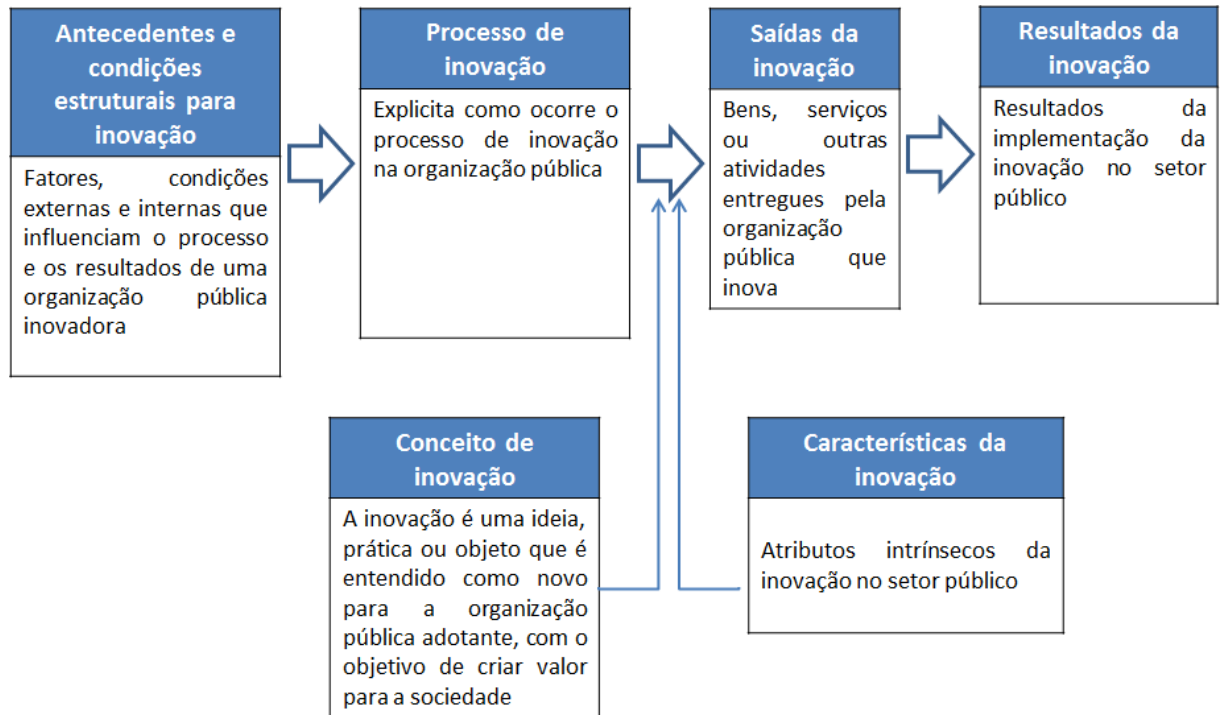 Antecedentes e
condições
estruturais para
inovação
Fatores, condições
externas e internas que
influenciam o processo
e os resultados de uma
organização pública
inovadora
Processo de
inovação
Explicita como ocorre o
processo de inovação
na organização pública
Saídas da
inovação
Bens, serviços
ou outras
atividades
entregues pela
organização
pública que
inova
Resultados da
inovação
Resultados da
implementação da
inovação no setor
público
Conceito de
inovação
A inovação é uma ideia,
prática ou objeto que é
entendido como novo
para a organização
pública adotante, com o
objetivo de criar valor
para a sociedade
Características da
inovação
Atributos intrínsecos da
inovação no setor público